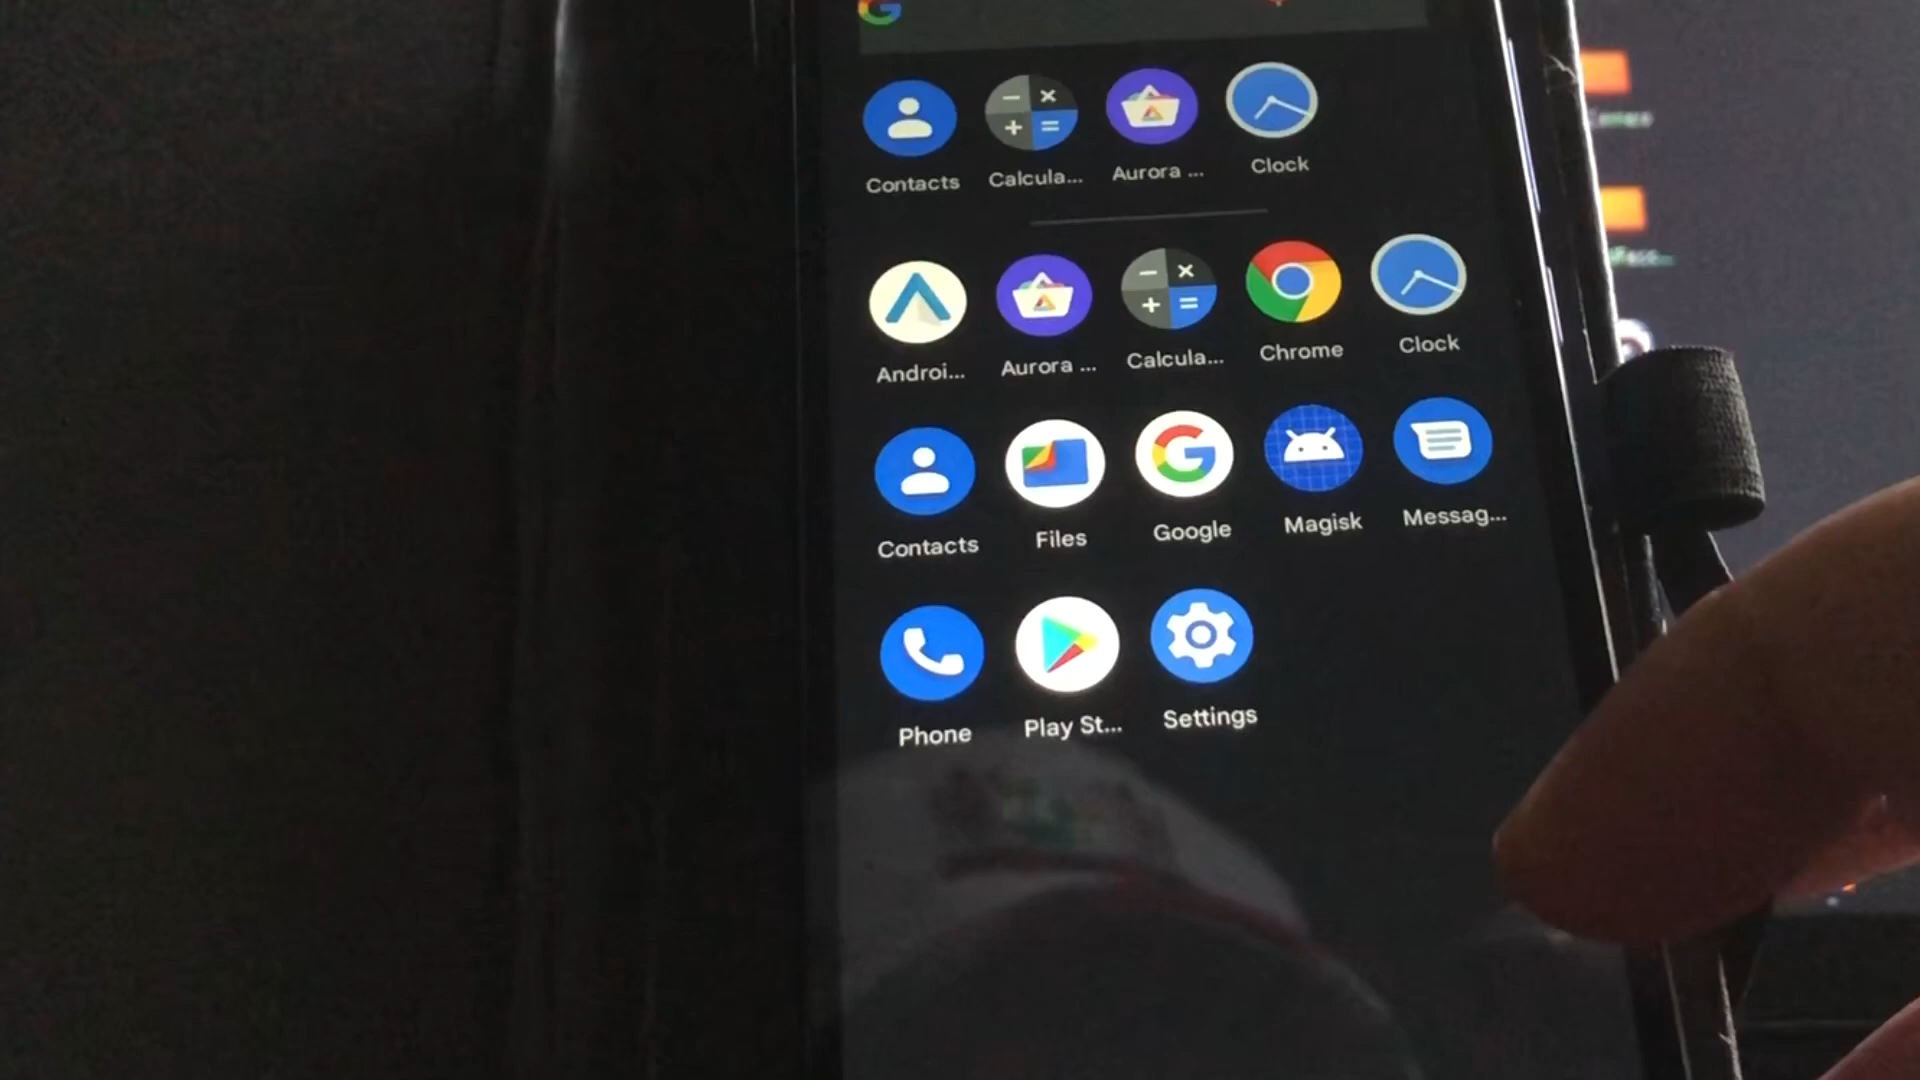 Contacts Calcula... Aurora ... Clock
Androi... Aurora ... Calcula... Chrome Clock
Contacts Files Google Magisk Messag...
Phone Play St... Settings